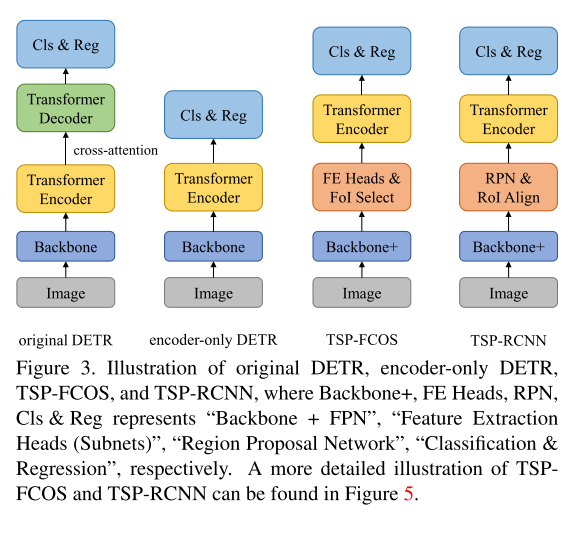 Cls & Reg
Transformer
Decoder
cross-attention
Transformer
Encoder
Backbone
Image
original DETR
Cls & Reg
Transformer
Encoder
Backbone
Image
encoder-only DETR
Cls & Reg
Transformer
Encoder
FE Heads &
FoI Select
Backbone+
Image
TSP-FCOS
Cls & Reg
Transformer
Encoder
RPN &
RoI Align
Backbone+
Image
TSP-RCNN
Figure 3. Illustration of original DETR, encoder-only DETR,
TSP-FCOS, and TSP-RCNN, where Backbone+, FE Heads, RPN,
Cls & Reg represents “Backbone + FPN”, “Feature Extraction
Heads (Subnets)”, “Region Proposal Network”, “Classification &
Regression”, respectively. A more detailed illustration of TSP-
FCOS and TSP-RCNN can be found in Figure 5.